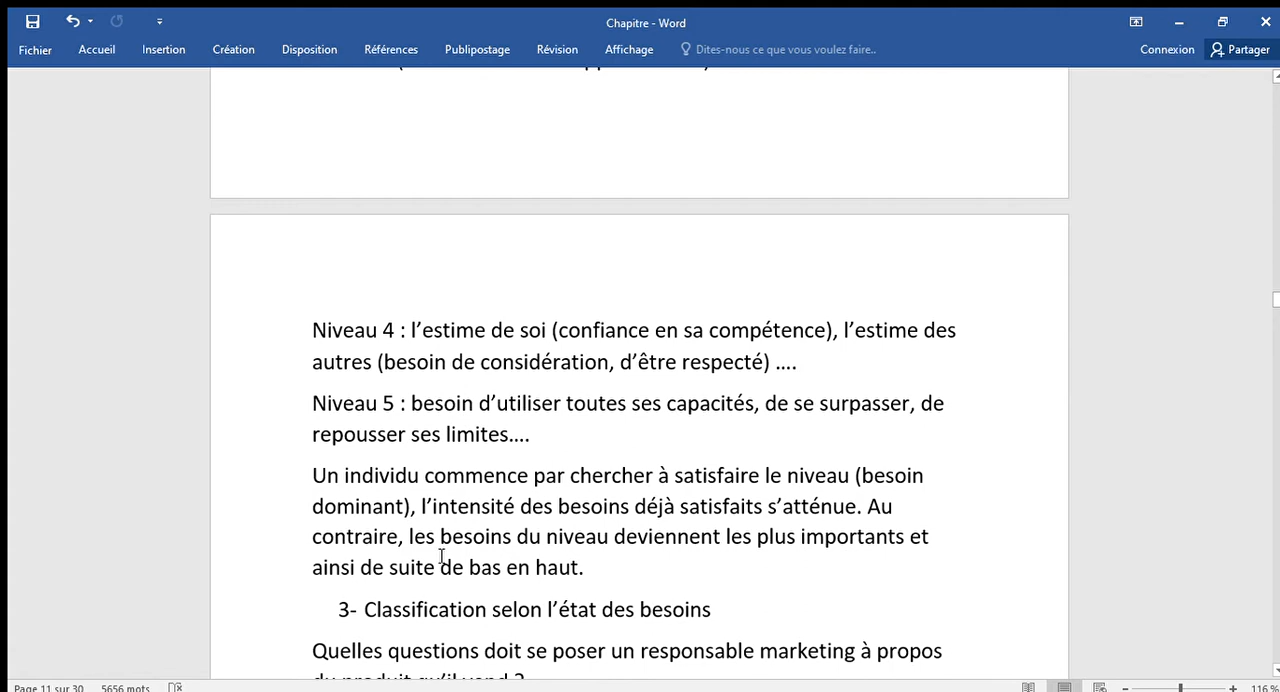 Chapitre - Word
Fichier Accueil Insertion Création Disposition Références Publipostage Révision Affichage Dites-nous ce que vous voulez faire.. Connexion Partager
Niveau 4 : l’estime de soi (confiance en sa compétence), l’estime des
autres (besoin de considération, d’être respecté) ....
Niveau 5 : besoin d’utiliser toutes ses capacités, de se surpasser, de
repousser ses limites....
Un individu commence par chercher à satisfaire le niveau (besoin
dominant), l’intensité des besoins déjà satisfaits s’atténue. Au
contraire, les besoins du niveau deviennent les plus importants et
ainsi de suite de bas en haut.
3- Classification selon l’état des besoins
Quelles questions doit se poser un responsable marketing à propos
du produit qu’il vend ?
Page 11 sur 30 5656 mots 116 %